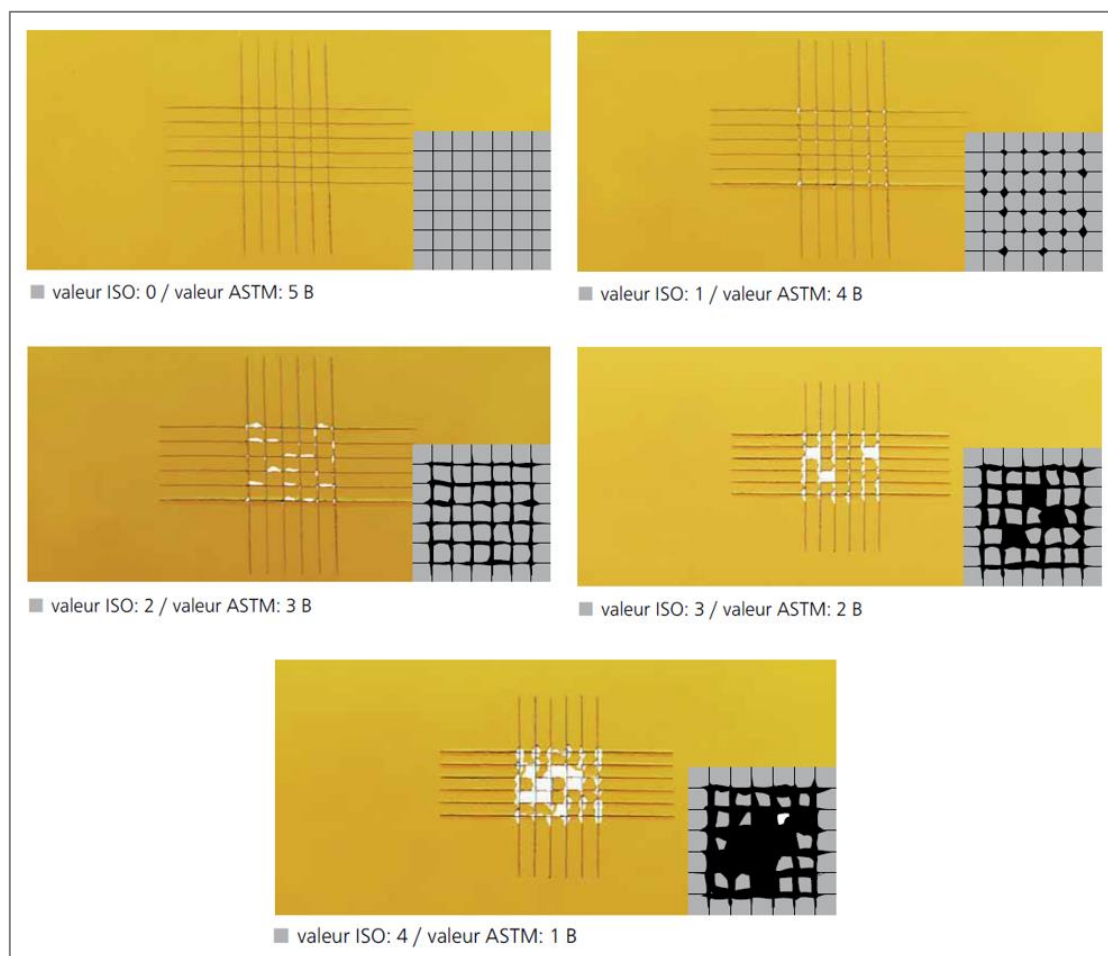 valeur ISO: 0 / valeur ASTM: 5 B
valeur ISO: 1 / valeur ASTM: 4 B
valeur ISO: 2 / valeur ASTM: 3 B
valeur ISO: 3 / valeur ASTM: 2 B
valeur ISO: 4 / valeur ASTM: 1 B